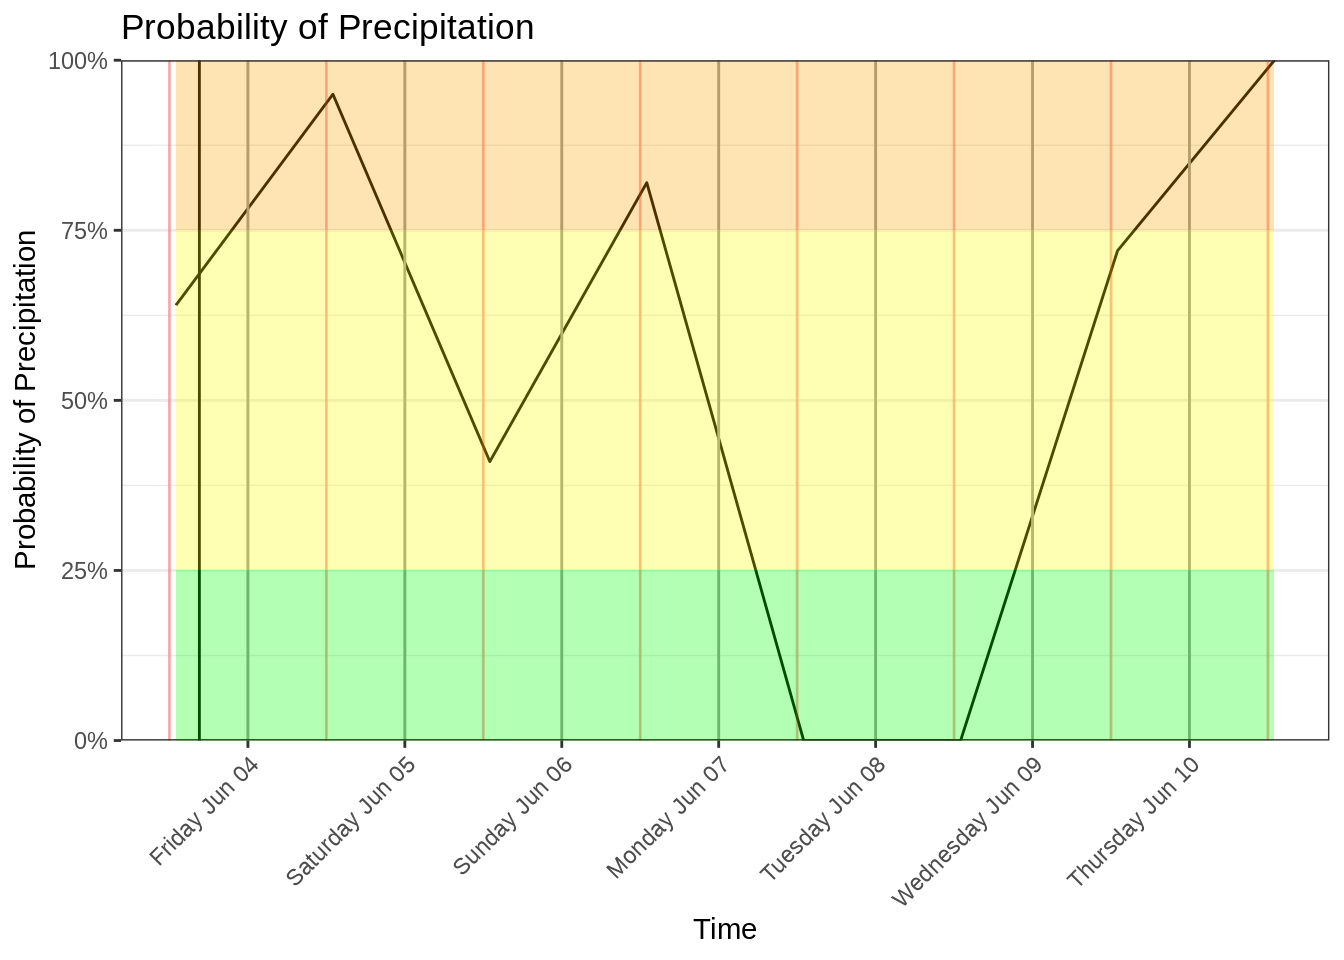 Probability of Precipitation
Probability of Precipitation
100%
75%
50%
25%
0%
Friday Jun 04
Saturday Jun 05
Sunday Jun 06
Monday Jun 07
Tuesday Jun 08
Wednesday Jun 09
Thursday Jun 10
Time